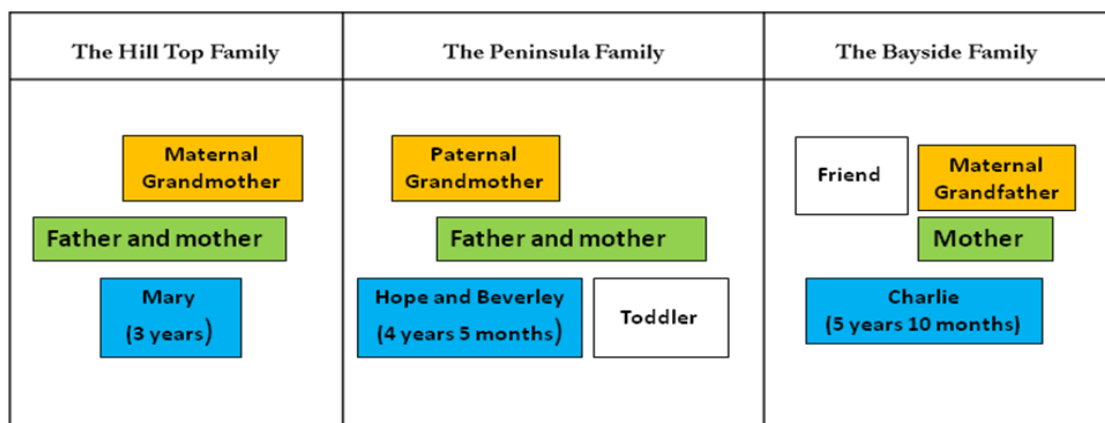 The Hill Top Family
The Peninsula Family
The Bayside Family
Maternal
Grandmother
Father and mother
Mary
(3 years)
Paternal
Grandmother
Father and mother
Hope and Beverley
(4 years 5 months)
Toddler
Friend
Maternal
Grandfather
Mother
Charlie
(5 years 10 months)